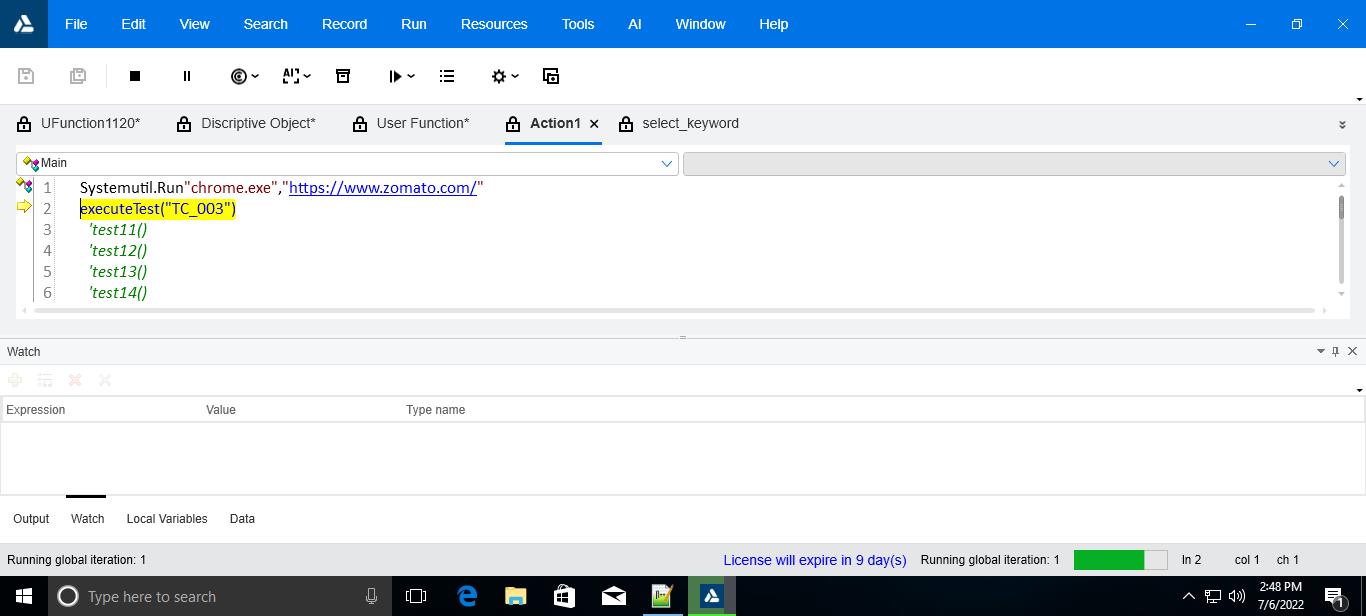 File Edit View Search Record Run Resources Tools AI Window Help
AI
UFunction1120* Discriptive Object* User Function* Action1 select_keyword
Main
1 Systemutil.Run"chrome.exe","https://www.zomato.com/"
2 executeTest("TC_003")
3 'test11()
4 'test12()
5 'test13()
6 'test14()
Watch
Expression Value Type name
Output Watch Local Variables Data
Running global iteration: 1 License will expire in 9 day(s) Running global iteration: 1 ln 2 col 1 ch 1
Type here to search
2:48 PM
7/6/2022
1